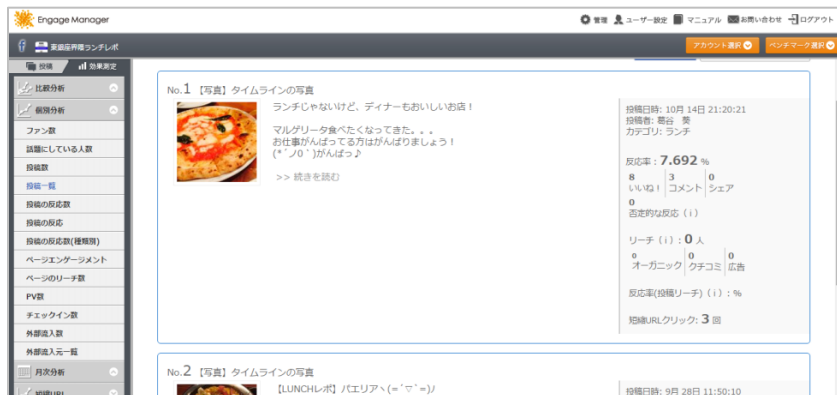 Engage Manager
管理 ユーザー設定 マニュアル お問い合わせ ログアウト
東銀座界隈ランチレポ
アカウント選択 ベンチマーク選択
投稿 効果測定
比較分析
個別分析
ファン数
話題にしている人数
投稿数
投稿一覧
投稿の反応数
投稿の反応
投稿の反応数(種類別)
ページエンゲージメント
ページのリーチ数
PV数
チェックイン数
外部流入数
外部流入元一覧
月次分析
短縮URL
No.1 【写真】タイムラインの写真
ランチじゃないけど、ディナーもおいしいお店！
マルゲリータ食べたくなってきた。。。
お仕事がんばってる方はがんばりましょう！
(*´ノ0｀)がんばっ♪
>> 続きを読む
投稿日時: 10月 14日 21:20:21
投稿者: 葛谷 葵
カテゴリ: ランチ
反応率 : 7.692 %
8 3 0
いいね！ コメント シェア
0
否定的な反応（i）
リーチ（i）: 0 人
0 0 0
オーガニック クチコミ 広告
反応率(投稿リーチ)（i）: %
短縮URLクリック: 3 回
No.2 【写真】タイムラインの写真
【LUNCHレポ】パエリアヽ(=´▽`=)ﾉ
投稿日時: 9月 28日 11:50:10